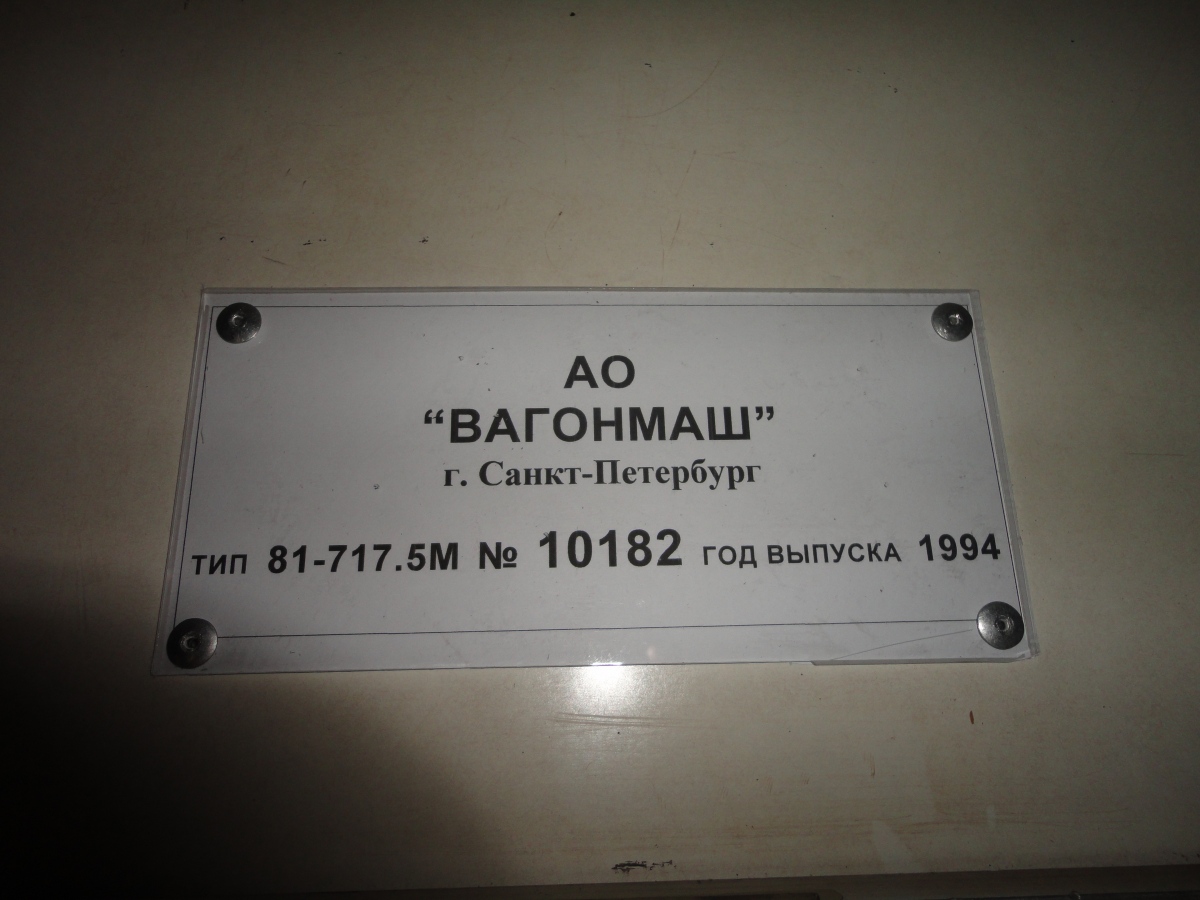 АО
“ВАГОНМАШ”
г. Санкт-Петербург
ТИП 81-717.5М № 10182 ГОД ВЫПУСКА 1994